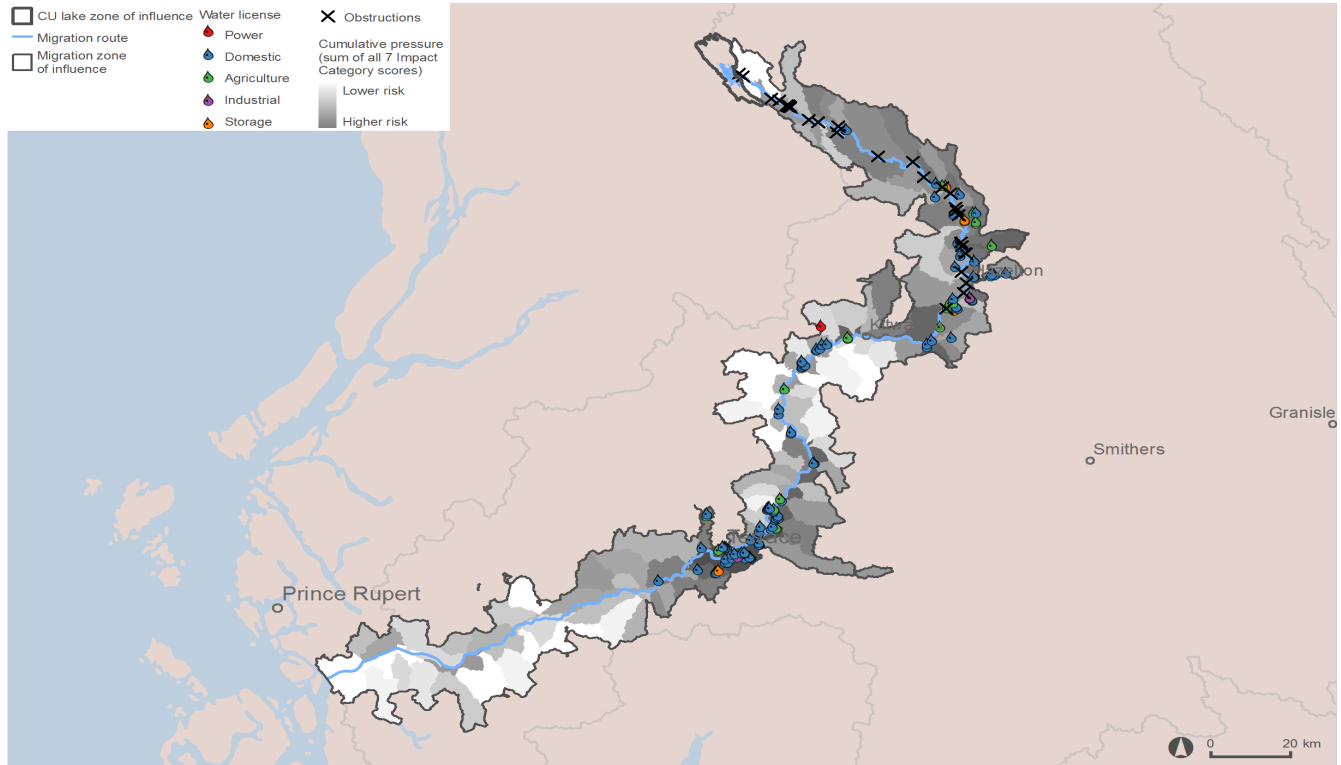 CU lake zone of influence
Migration route
Migration zone
of influence
Water license
Power
Domestic
Agriculture
Industrial
Storage
Obstructions
Cumulative pressure
(sum of all 7 Impact
Category scores)
Lower risk
Higher risk
Hazelton
Granisle
Smithers
Terrace
Prince Rupert
0 20 km